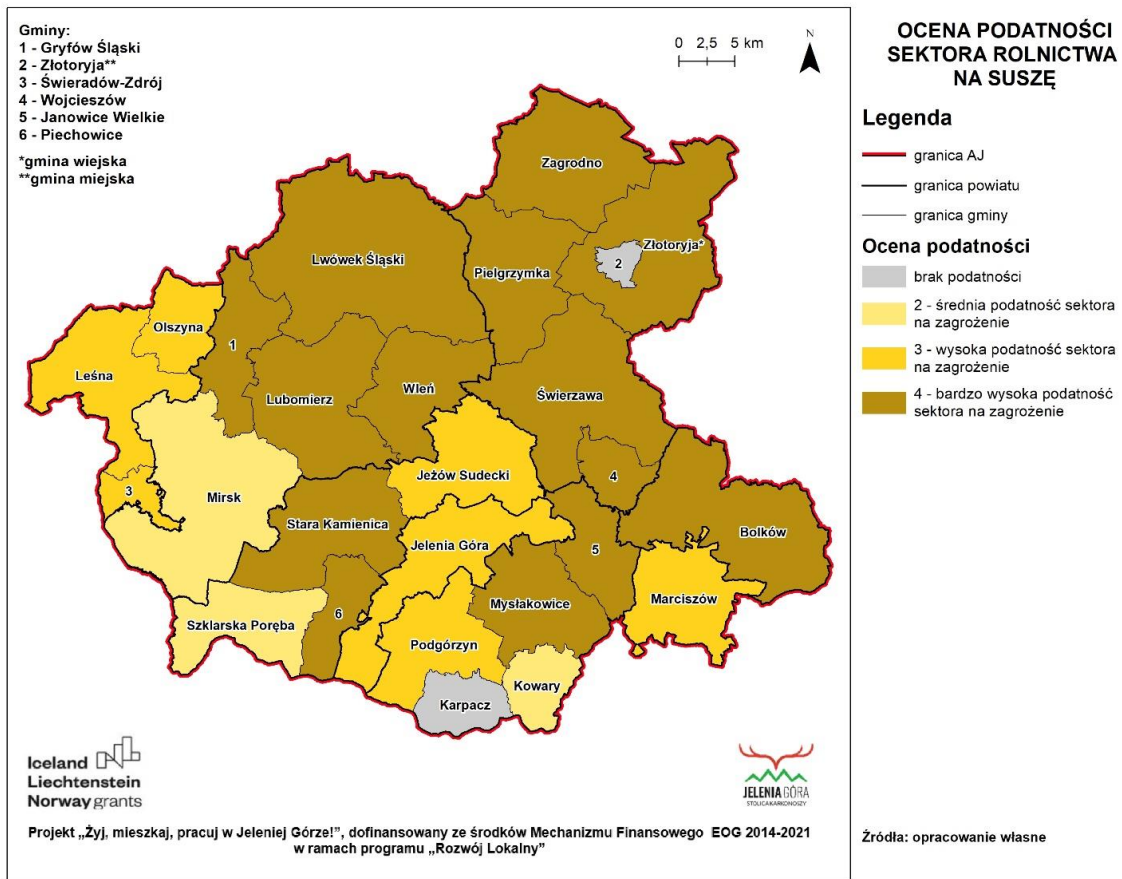 Gminy:
1 - Gryfów Śląski
2 - Złotoryja**
3 - Świeradów-Zdrój
4 - Wojcieszów
5 - Janowice Wielkie
6 - Piechowice
*gmina wiejska
**gmina miejska
0 2,5 5 km
N
Zagrodno
Złotoryja*
2
Pielgrzymka
Lwówek Śląski
Olszyna
1
Leśna
Lubomierz
Wleń
Świerzawa
Jeżów Sudecki
4
3
Mirsk
Stara Kamienica
Bolków
Jelenia Góra
5
Marciszów
Mysłakowice
6
Szklarska Poręba
Podgórzyn
Kowary
Karpacz
Iceland
Liechtenstein
Norway grants
JELENIA GÓRA
STOLICA KARKONOSZY
Projekt „Żyj, mieszkaj, pracuj w Jeleniej Górze!”, dofinansowany ze środków Mechanizmu Finansowego EOG 2014-2021
w ramach programu „Rozwój Lokalny”
OCENA PODATNOŚCI
SEKTORA ROLNICTWA
NA SUSZĘ
Legenda
granica AJ
granica powiatu
granica gminy
Ocena podatności
brak podatności
2 - średnia podatność sektora
na zagrożenie
3 - wysoka podatność sektora
na zagrożenie
4 - bardzo wysoka podatność
sektora na zagrożenie
Źródła: opracowanie własne